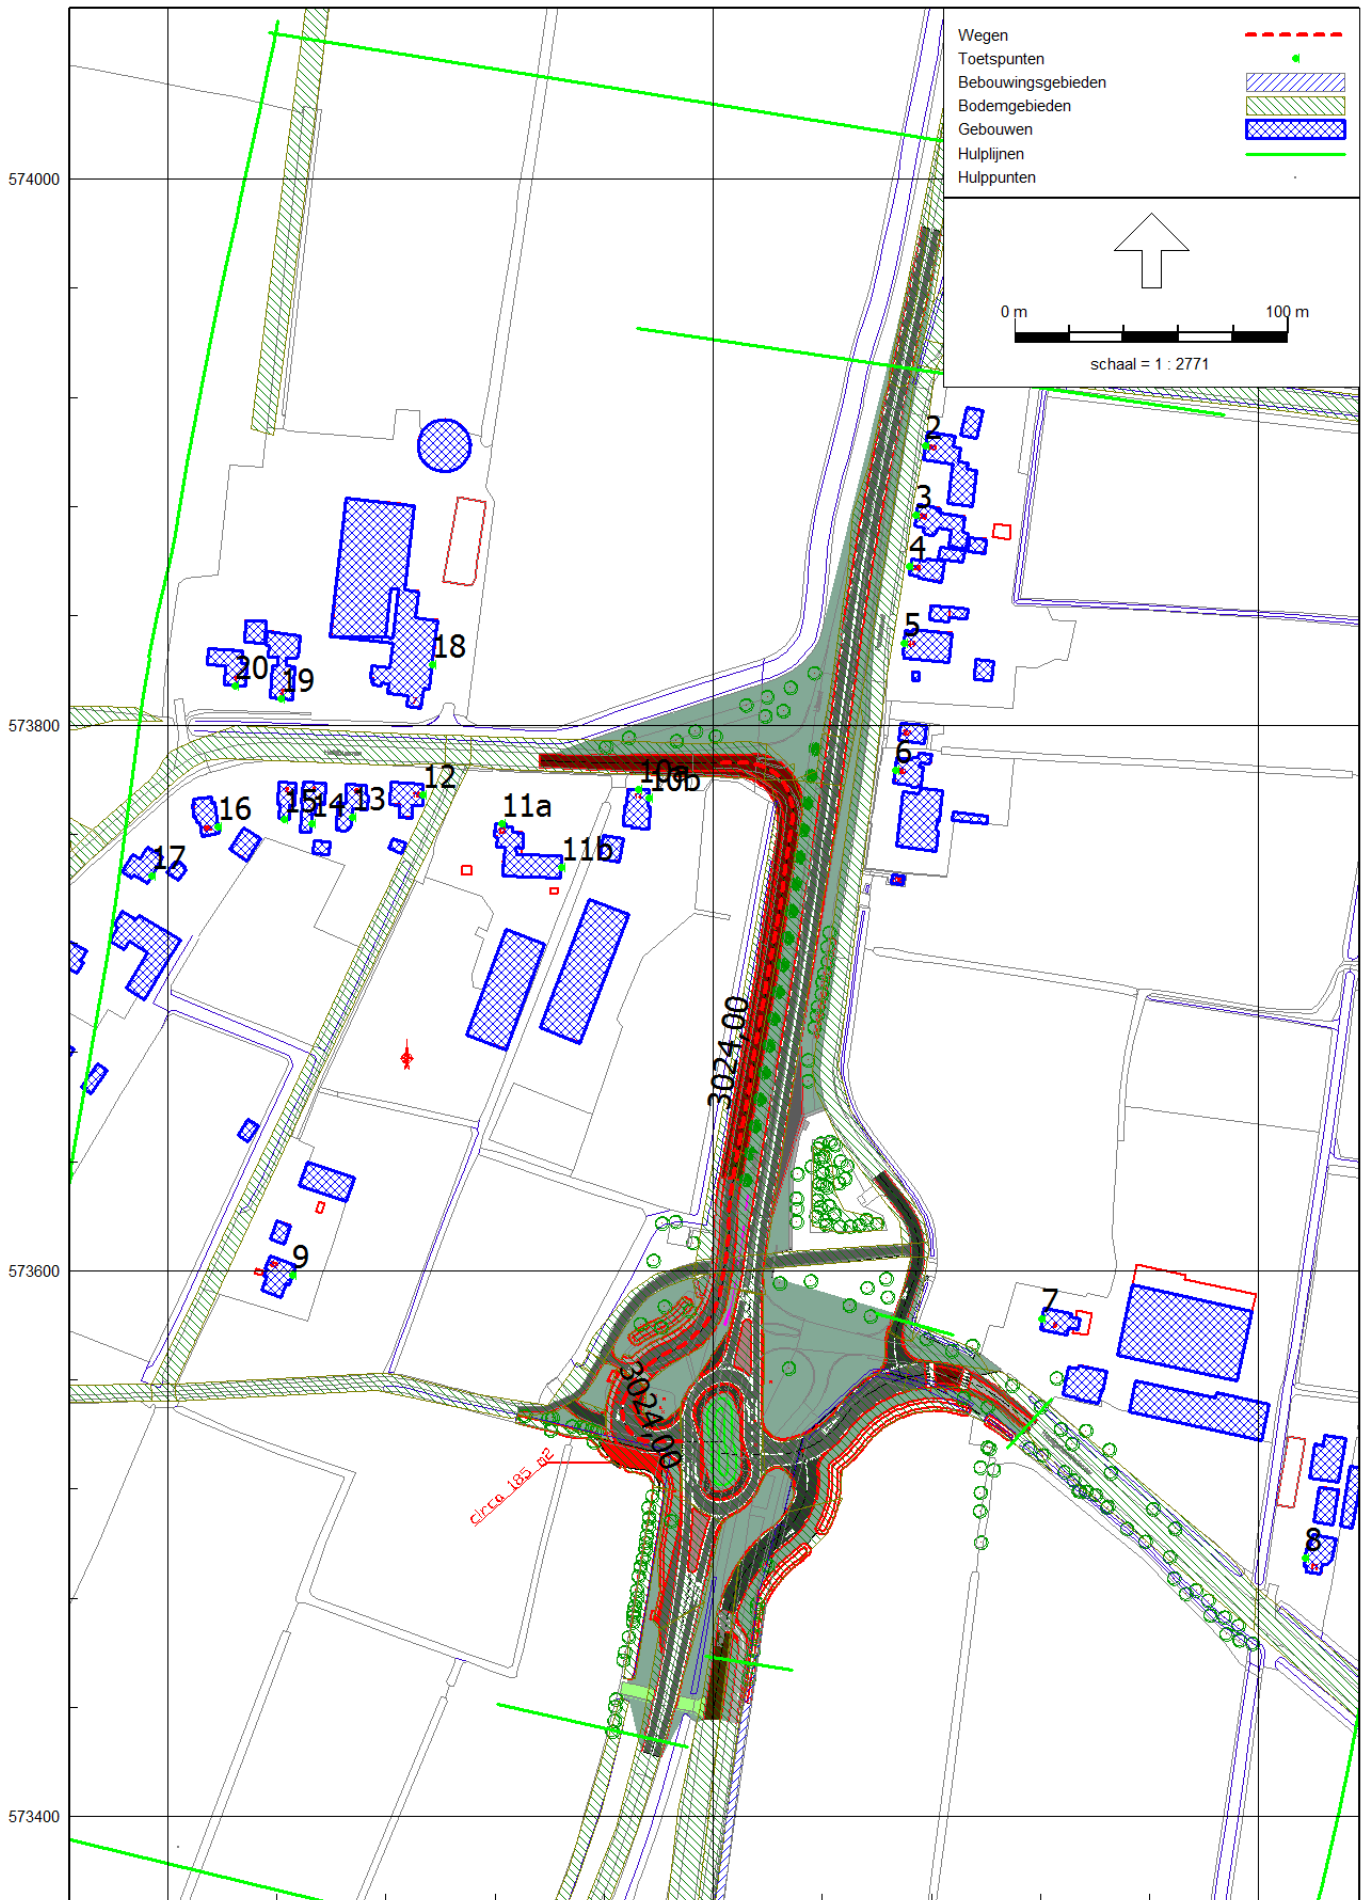 Wegen
Toetspunten
Bebouwingsgebieden
Bodemgebieden
Gebouwen
Hulplijnen
Hulppunten
574000
0 m 100 m
schaal = 1 : 2771
2
3
4
5
18
20
19
573800
6
10a
10b
12
11a
15
14
13
16
11b
17
3024,00
573600
9
7
3024,00
circa 185 m2
8
573400